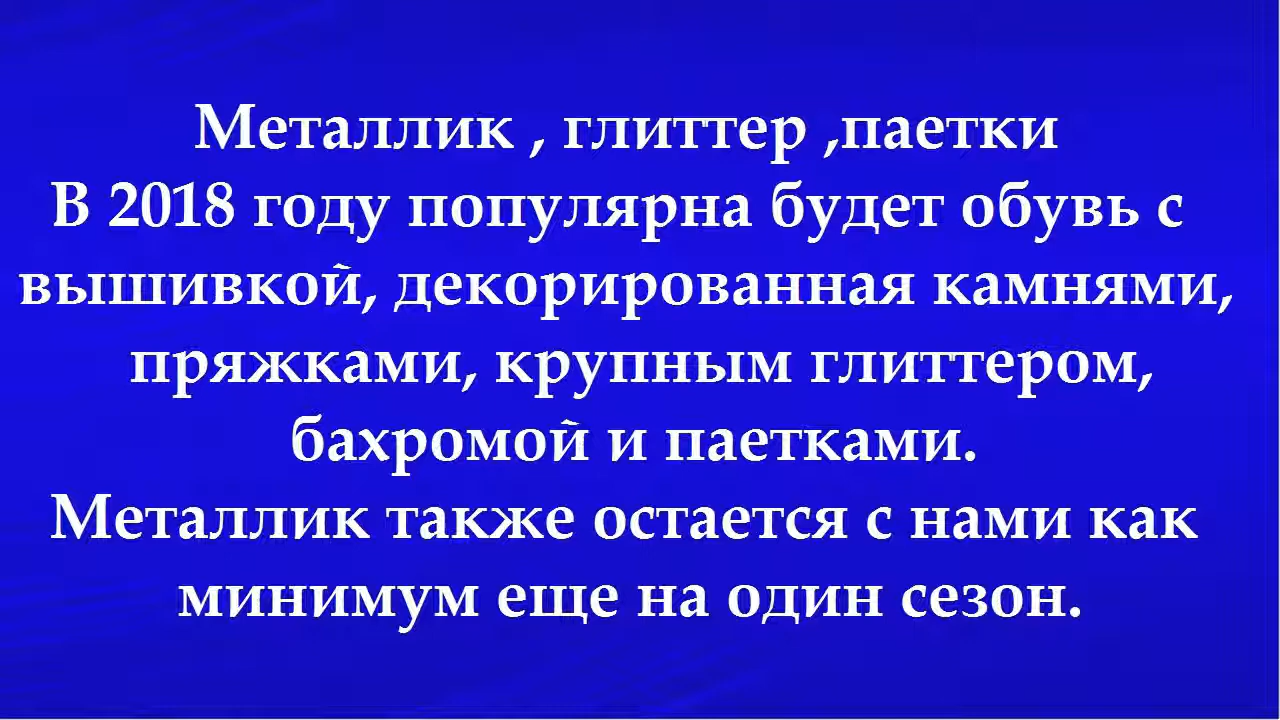 Металлик , глиттер ,паетки
В 2018 году популярна будет обувь с
вышивкой, декорированная камнями,
пряжками, крупным глиттером,
бахромой и паетками.
Металлик также остается с нами как
минимум еще на один сезон.